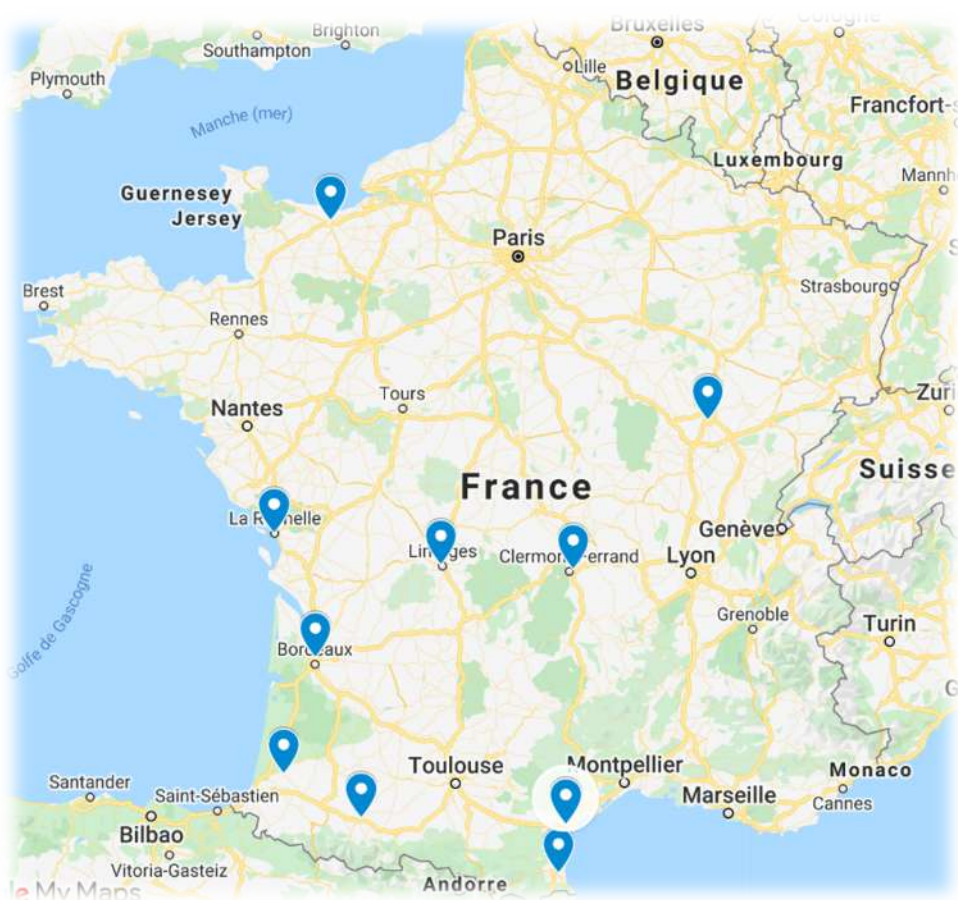 Brighton
Bruxelles
Southampton
Plymouth
Lille
Belgique
Manche (mer)
Francfort-
Luxembourg
Guernesey
Jersey
Paris
Brest
Strasbourg
Rennes
Tours
Nantes
Suisse
France
La Rochelle
Genève
Limoges
Clermont-Ferrand
Lyon
Golfe de Gascogne
Grenoble
Turin
Bordeaux
Toulouse
Montpellier
Monaco
Santander
Saint-Sébastien
Marseille
Cannes
Bilbao
Vitoria-Gasteiz
Andorre
My Maps